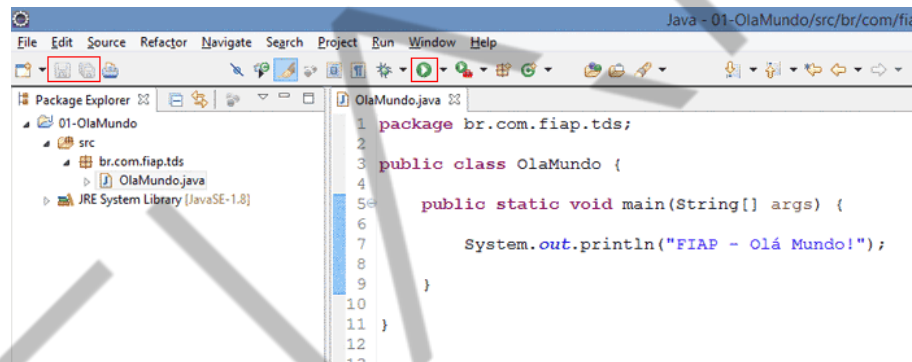 Java - 01-OlaMundo/src/br/com/fia
File Edit Source Refactor Navigate Search Project Run Window Help
Package Explorer
01-OlaMundo
src
br.com.fiap.tds
OlaMundo.java
JRE System Library [JavaSE-1.8]
OlaMundo.java
1 package br.com.fiap.tds;
2
3 public class OlaMundo {
4
5 public static void main(String[] args) {
6
7 System.out.println("FIAP - Olá Mundo!");
8
9 }
10
11 }
12
13